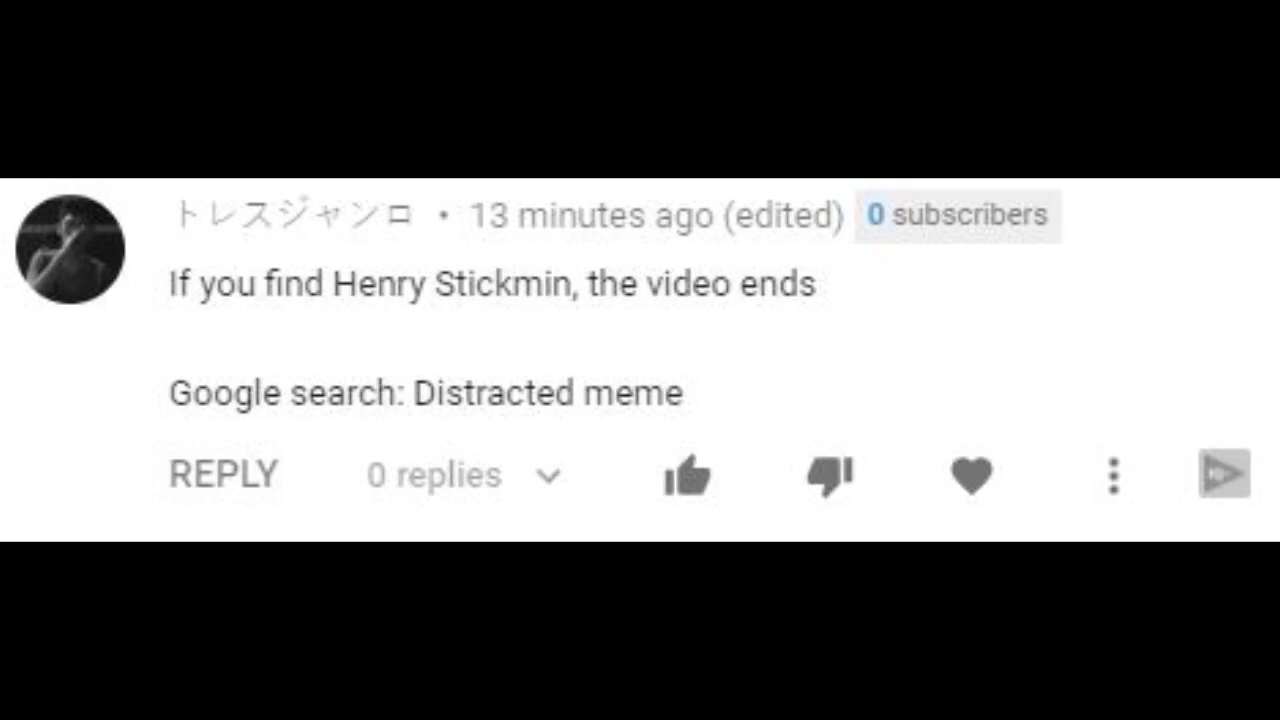 トレスジャンロ • 13 minutes ago (edited) 0 subscribers
If you find Henry Stickmin, the video ends
Google search: Distracted meme
REPLY 0 replies